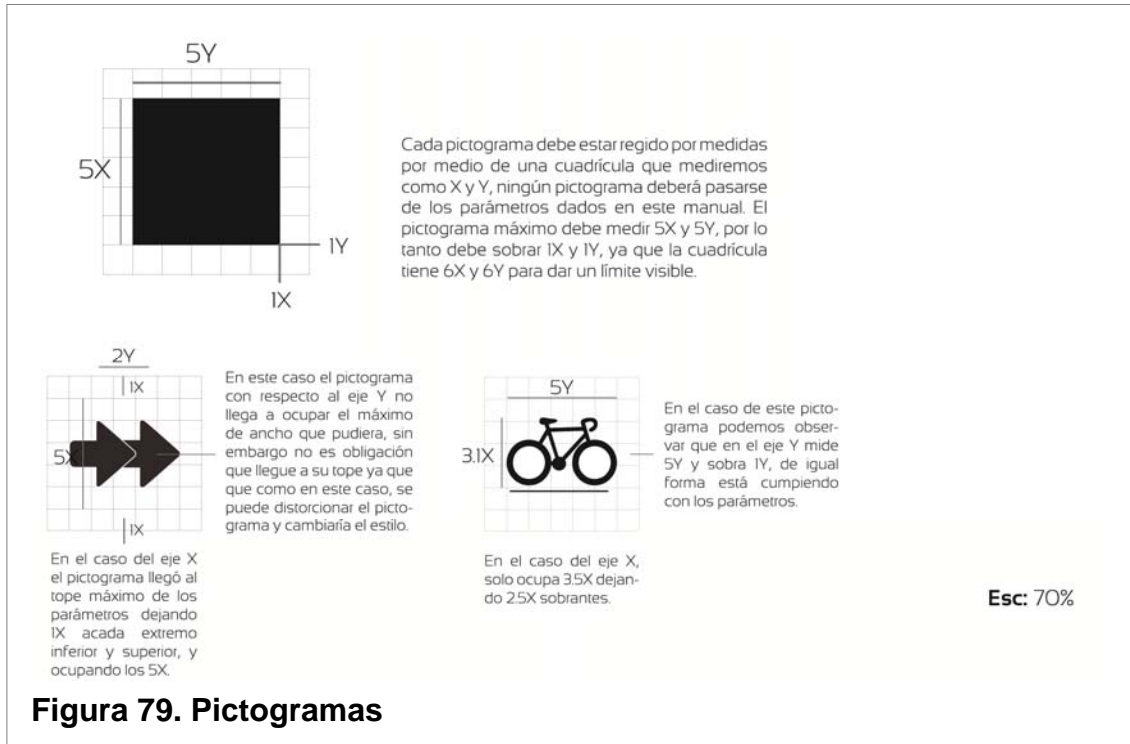 5Y
5X
1Y
1X
Cada pictograma debe estar regido por medidas
por medio de una cuadrícula que mediremos
como X y Y, ningún pictograma deberá pasarse
de los parámetros dados en este manual. El
pictograma máximo debe medir 5X y 5Y, por lo
tanto debe sobrar 1X y 1Y, ya que la cuadrícula
tiene 6X y 6Y para dar un límite visible.
2Y
1X
5X
1X
En este caso el pictograma
con respecto al eje Y no
llega a ocupar el máximo
de ancho que pudiera, sin
embargo no es obligación
que llegue a su tope ya que
que como en este caso, se
puede distorcionar el picto-
grama y cambiaría el estilo.
En el caso del eje X
el pictograma llegó al
tope máximo de los
parámetros dejando
1X acada extremo
inferior y superior, y
ocupando los 5X.
5Y
3.1X
En el caso de este picto-
grama podemos obser-
var que en el eje Y mide
5Y y sobra 1Y, de igual
forma está cumpiendo
con los parámetros.
En el caso del eje X,
solo ocupa 3.5X dejan-
do 2.5X sobrantes.
Esc: 70%
Figura 79. Pictogramas